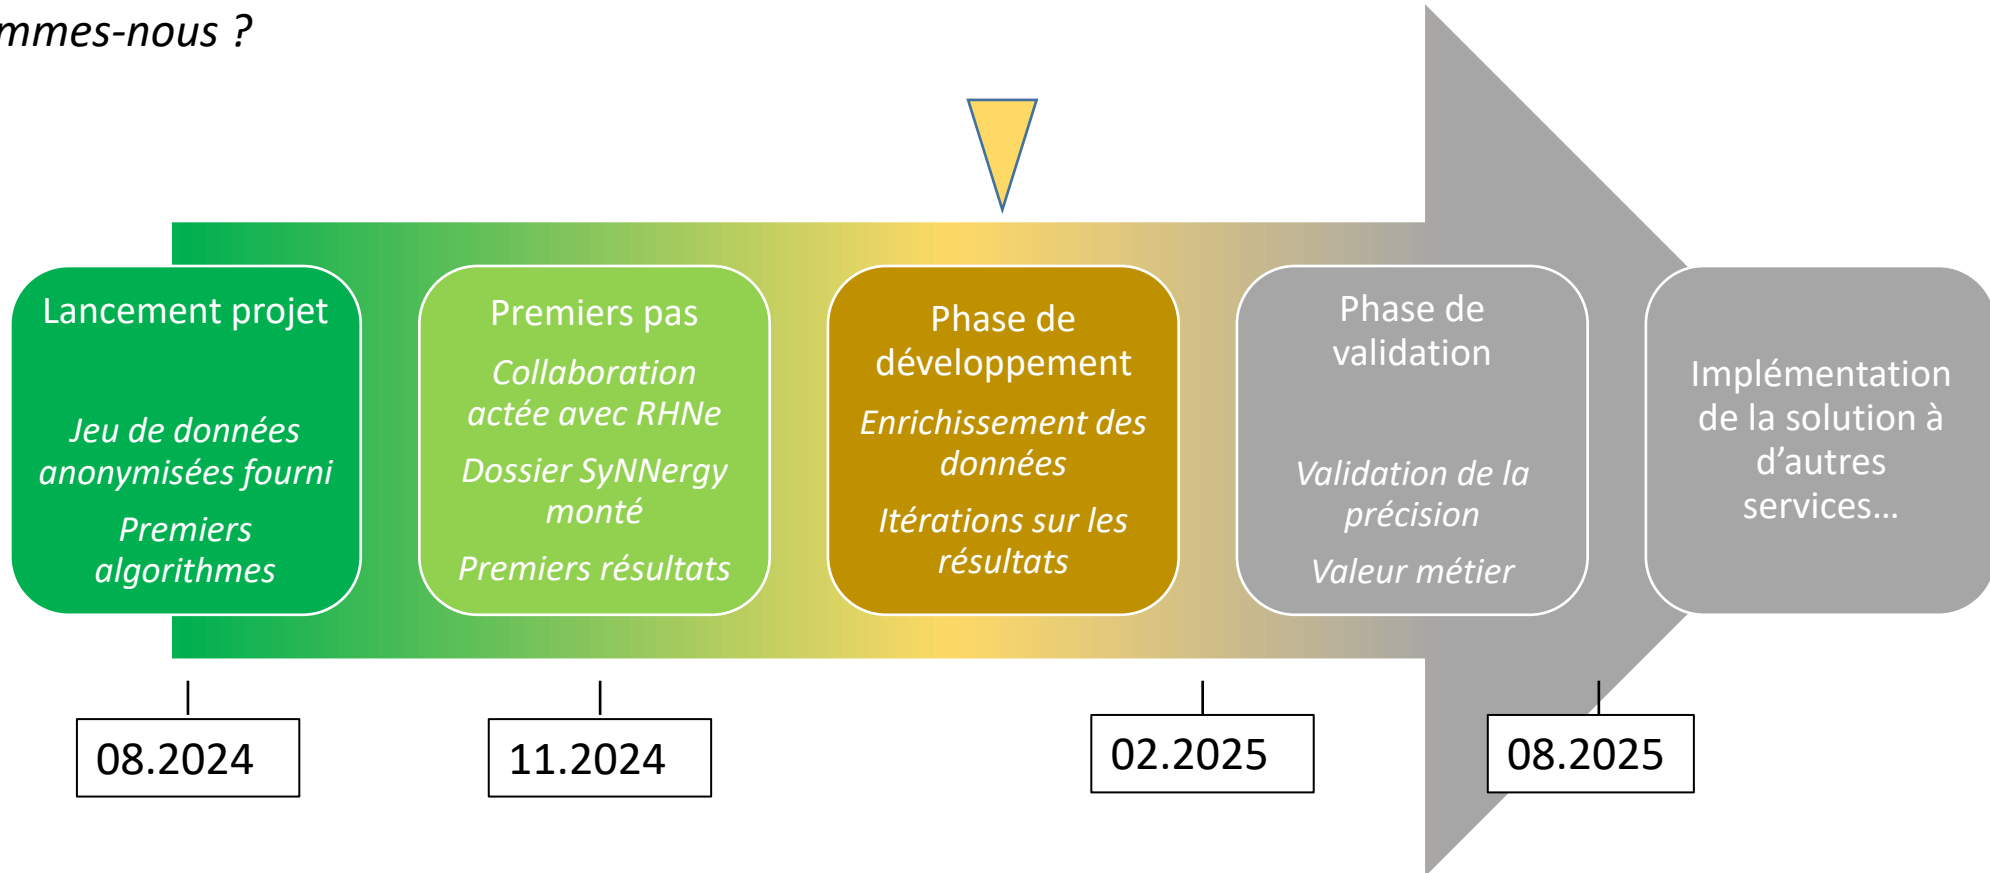 mmes-nous ?
Lancement projet
Jeu de données
anonymisées fourni
Premiers
algorithmes
Premiers pas
Collaboration
actée avec RHNe
Dossier SyNNergy
monté
Premiers résultats
Phase de
développement
Enrichissement des
données
Itérations sur les
résultats
Phase de
validation
Validation de la
précision
Valeur métier
Implémentation
de la solution à
d’autres
services…
08.2024
11.2024
02.2025
08.2025